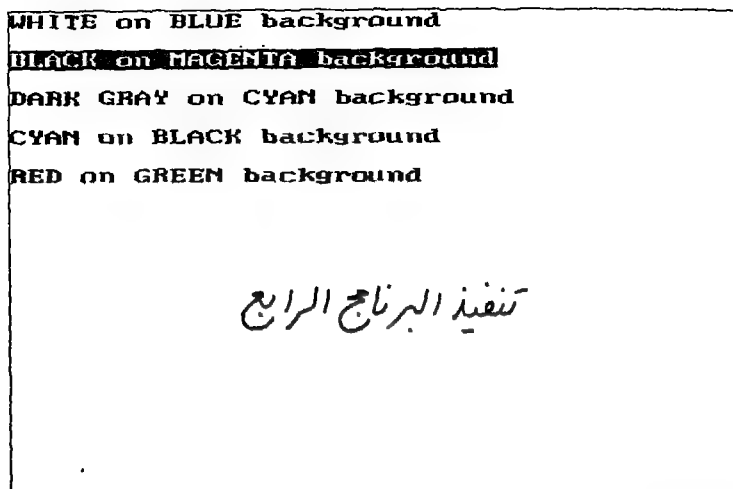 WHITE on BLUE background
BLACK on MAGENTA background
DARK GRAY on CYAN background
CYAN on BLACK background
RED on GREEN background
تنفيذ البرنامج الرابع